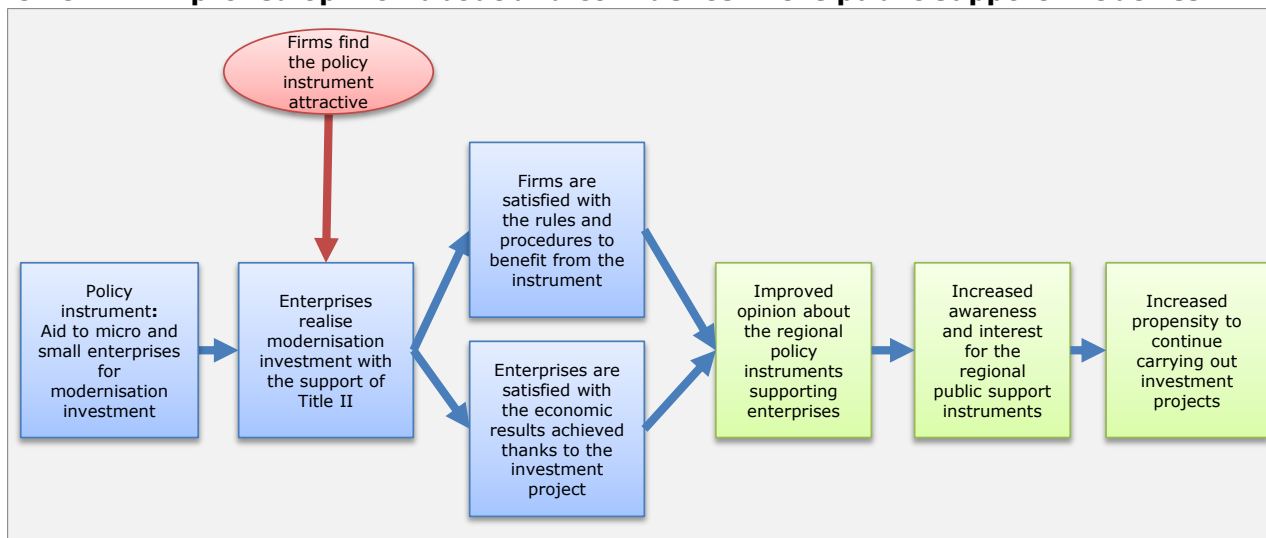 Firms find
the policy
instrument
attractive
Firms are
satisfied with
the rules and
procedures to
benefit from the
instrument
Policy
instrument:
Aid to micro and
small enterprises
for
modernisation
investment
Enterprises
realise
modernisation
investment with
the support of
Title II
Enterprises are
satisfied with
the economic
results achieved
thanks to the
investment
project
Improved
opinion about
the regional
policy
instruments
supporting
enterprises
Increased
awareness
and interest
for the
regional
public support
instruments
Increased
propensity to
continue
carrying out
investment
projects